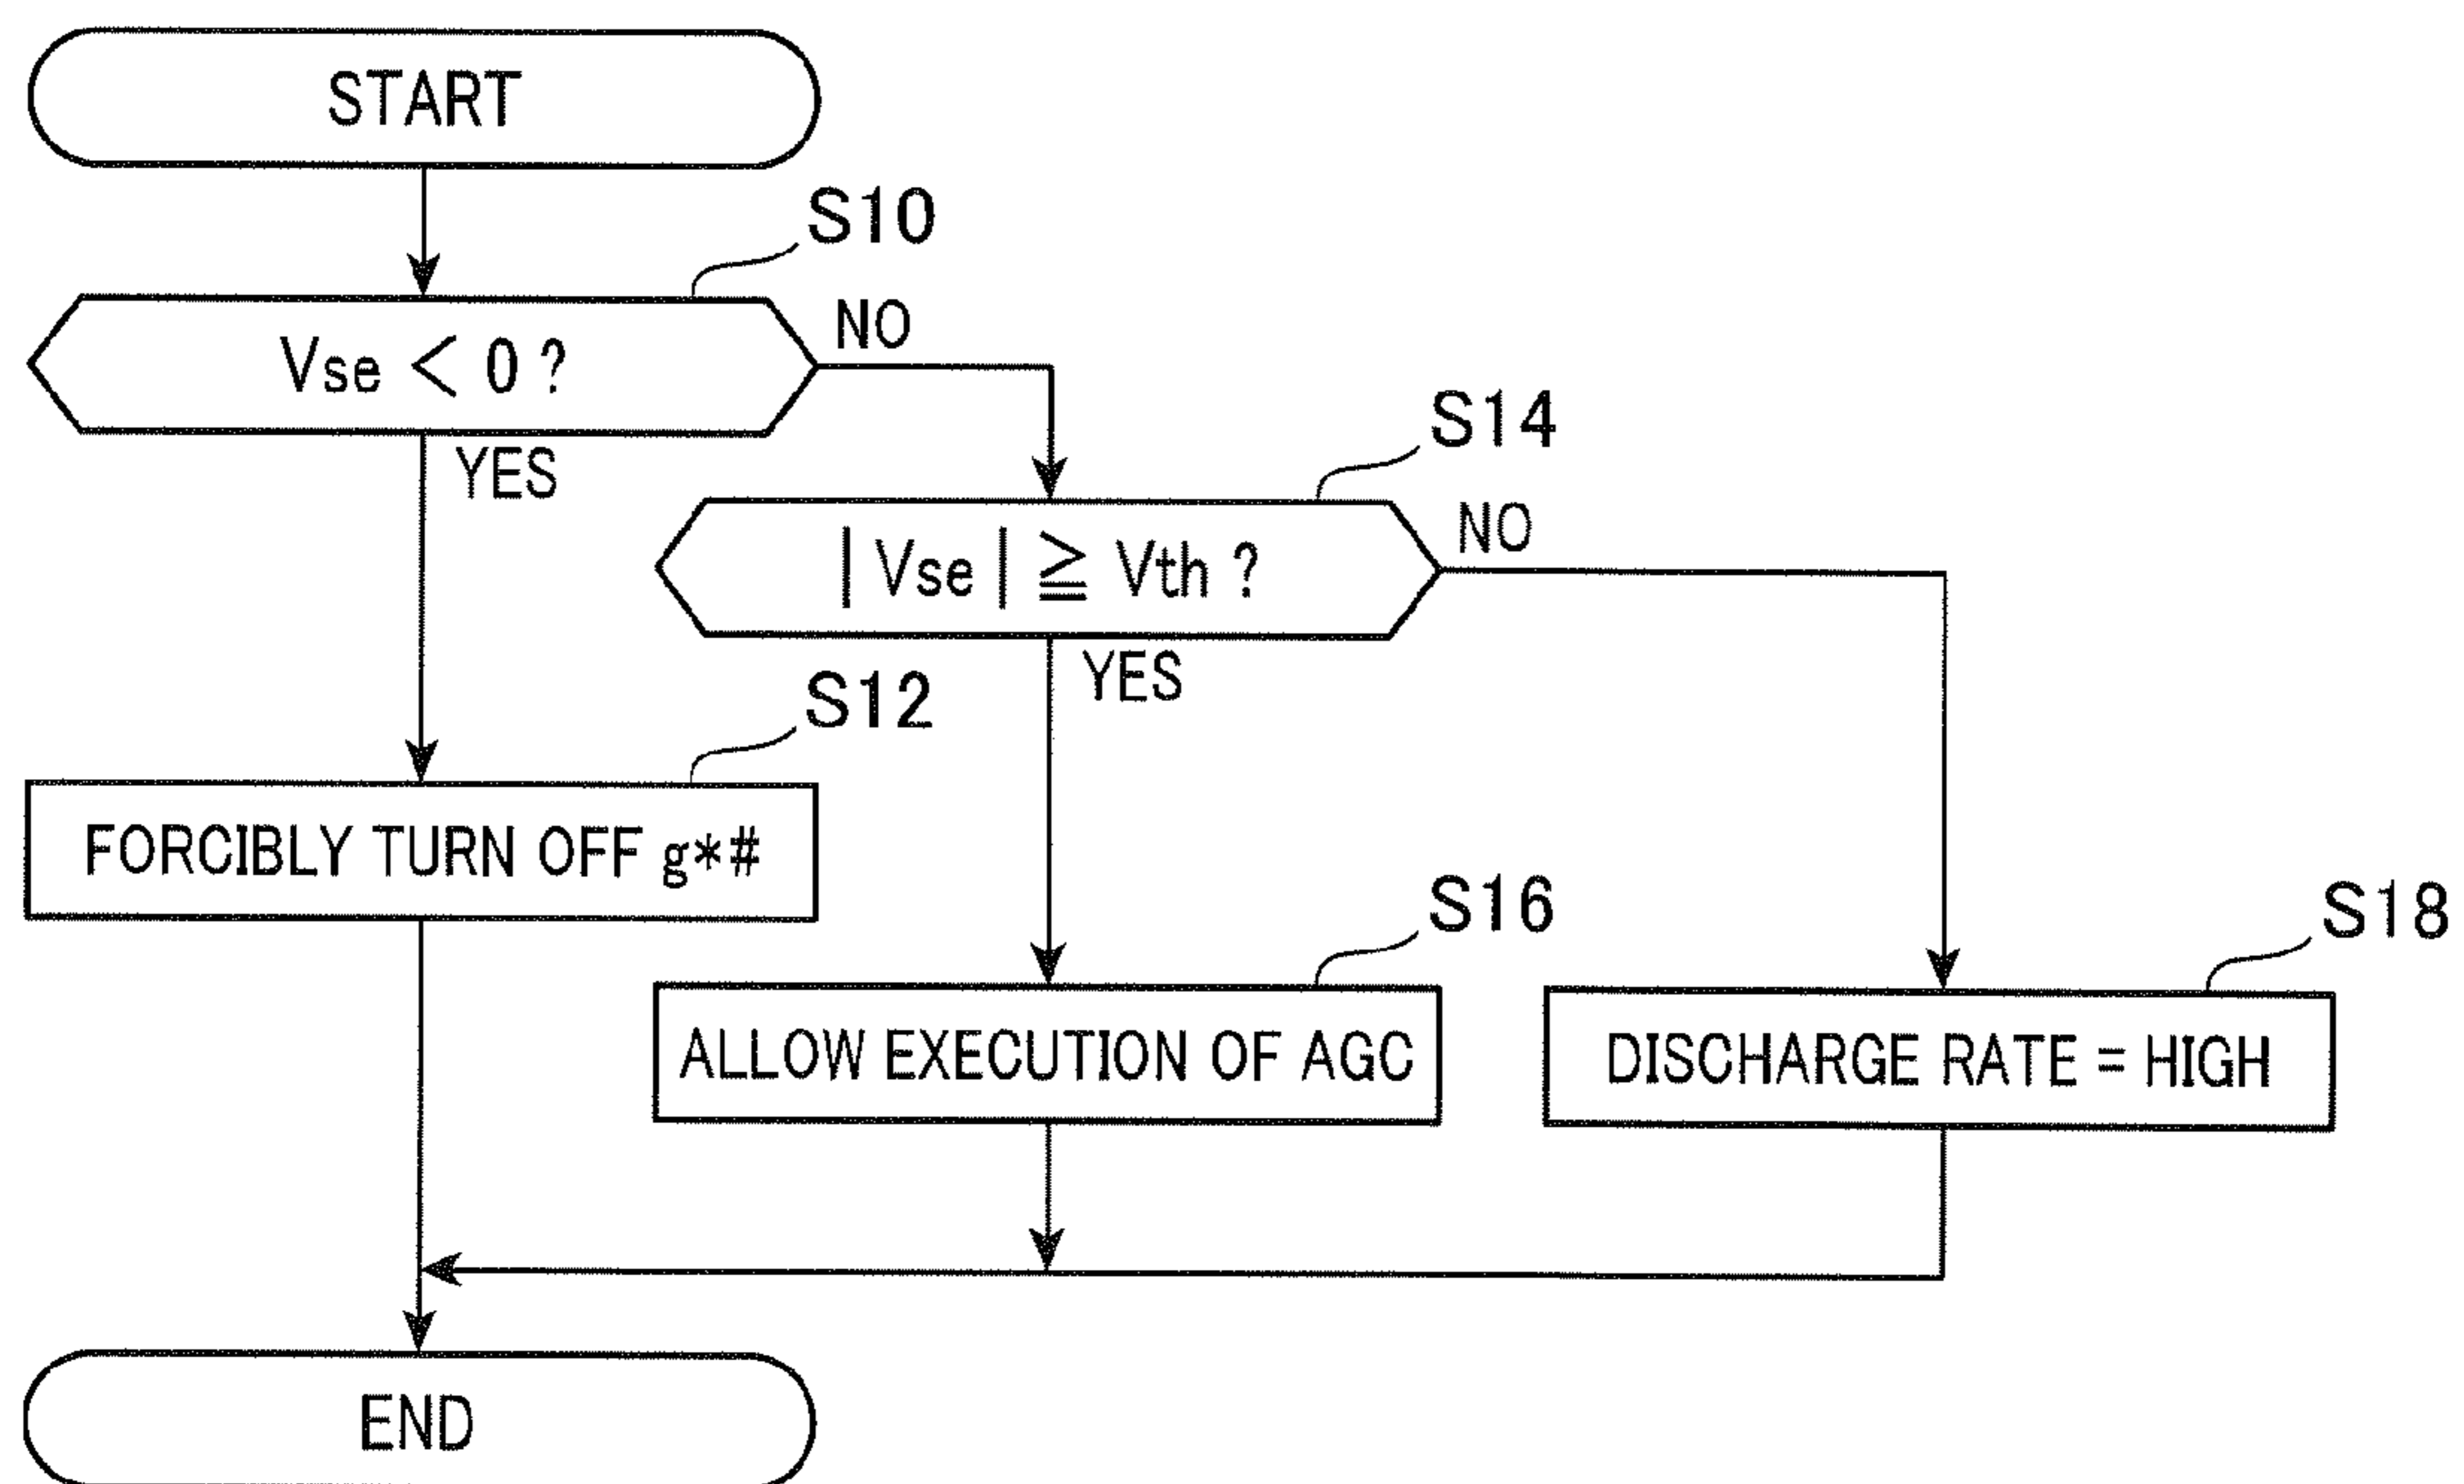 START
S10
Vse < 0 ?
NO
YES
S14
| Vse | ≧ Vth ?
NO
YES
S12
FORCIBLY TURN OFF g*#
S16
ALLOW EXECUTION OF AGC
S18
DISCHARGE RATE = HIGH
END